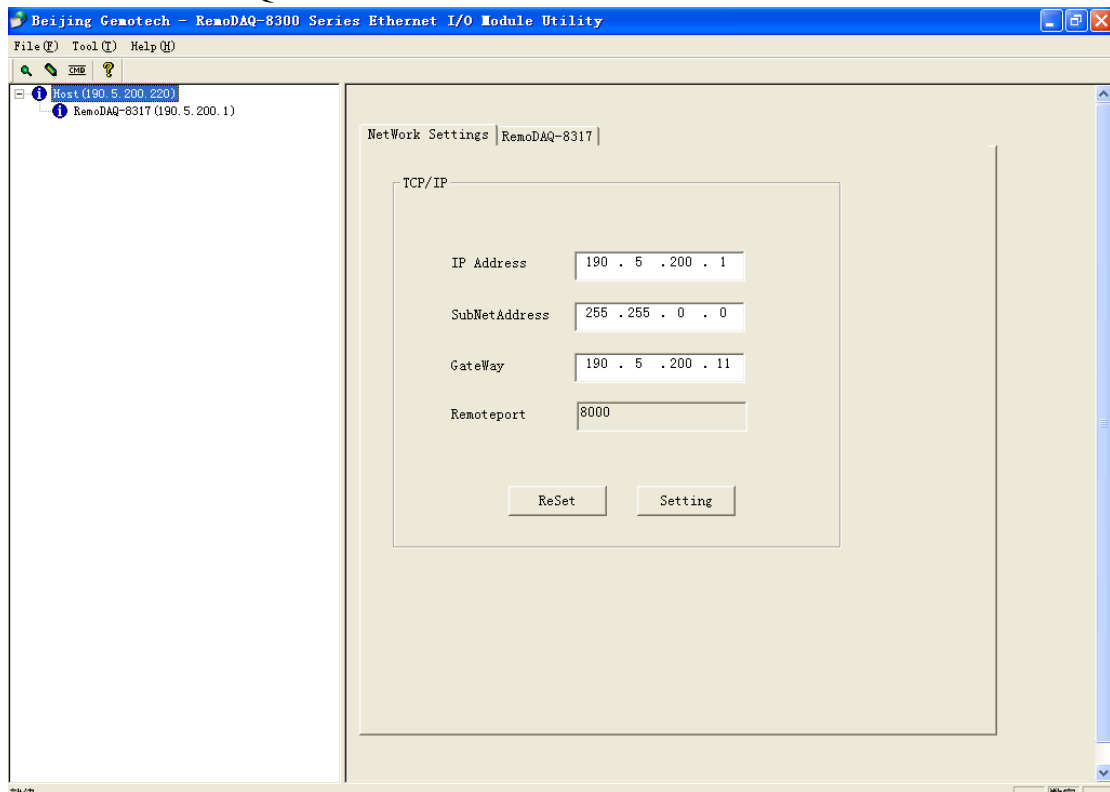 Beijing Gemotech - RemoDAQ-8300 Series Ethernet I/O Module Utility
File(F) Tool(T) Help(H)
CMD ?
Host(190.5.200.220)
RemoDAQ-8317(190.5.200.1)
NetWork Settings RemoDAQ-8317
TCP/IP
IP Address 190 . 5 .200 . 1
SubNetAddress 255 .255 . 0 . 0
GateWay 190 . 5 .200 . 11
Remoteport 8000
ReSet Setting